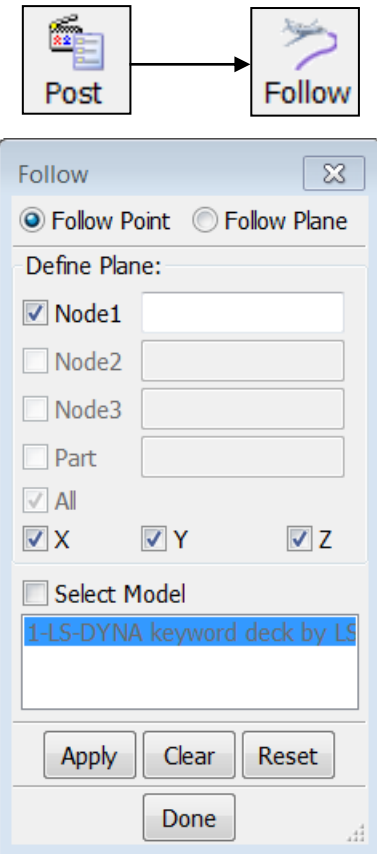 Post Follow
Follow
Follow Point Follow Plane
Define Plane:
Node1
Node2
Node3
Part
All
X Y Z
Select Model
1-LS-DYNA keyword deck by LS
Apply Clear Reset
Done